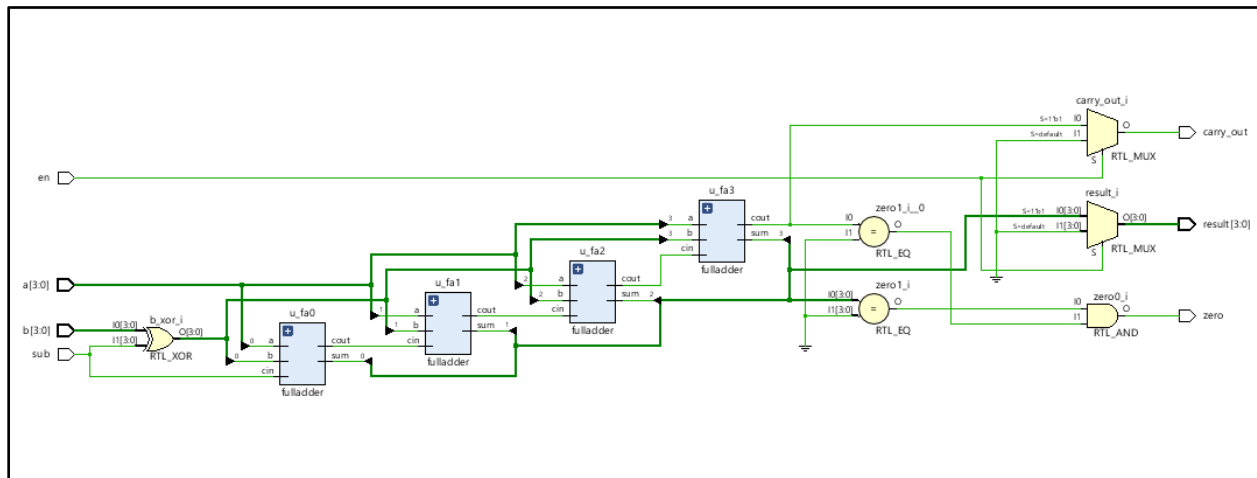 carry_out_i
S=1'b1 I0 O carry_out
S=default I1
S RTL_MUX
en
u_fa3 result_i
zero1_i__0 S=1'b1 I0[3:0] O[3:0] result[3:0]
3 a cout I0 O S=default I1[3:0]
3 b sum 3 I1 = S RTL_MUX
u_fa2 cin RTL_EQ
fulladder
a[3:0] u_fa1 2 a cout zero1_i
2 b sum 2 I0[3:0] O zero0_i
b[3:0] b_xor_i u_fa0 1 a cout cin I1[3:0] = I0 O zero
I0[3:0] O[3:0] 1 b sum 1 fulladder RTL_EQ I1
sub I1[3:0] 0 a cout cin RTL_AND
RTL_XOR 0 b sum 0 fulladder
cin
fulladder